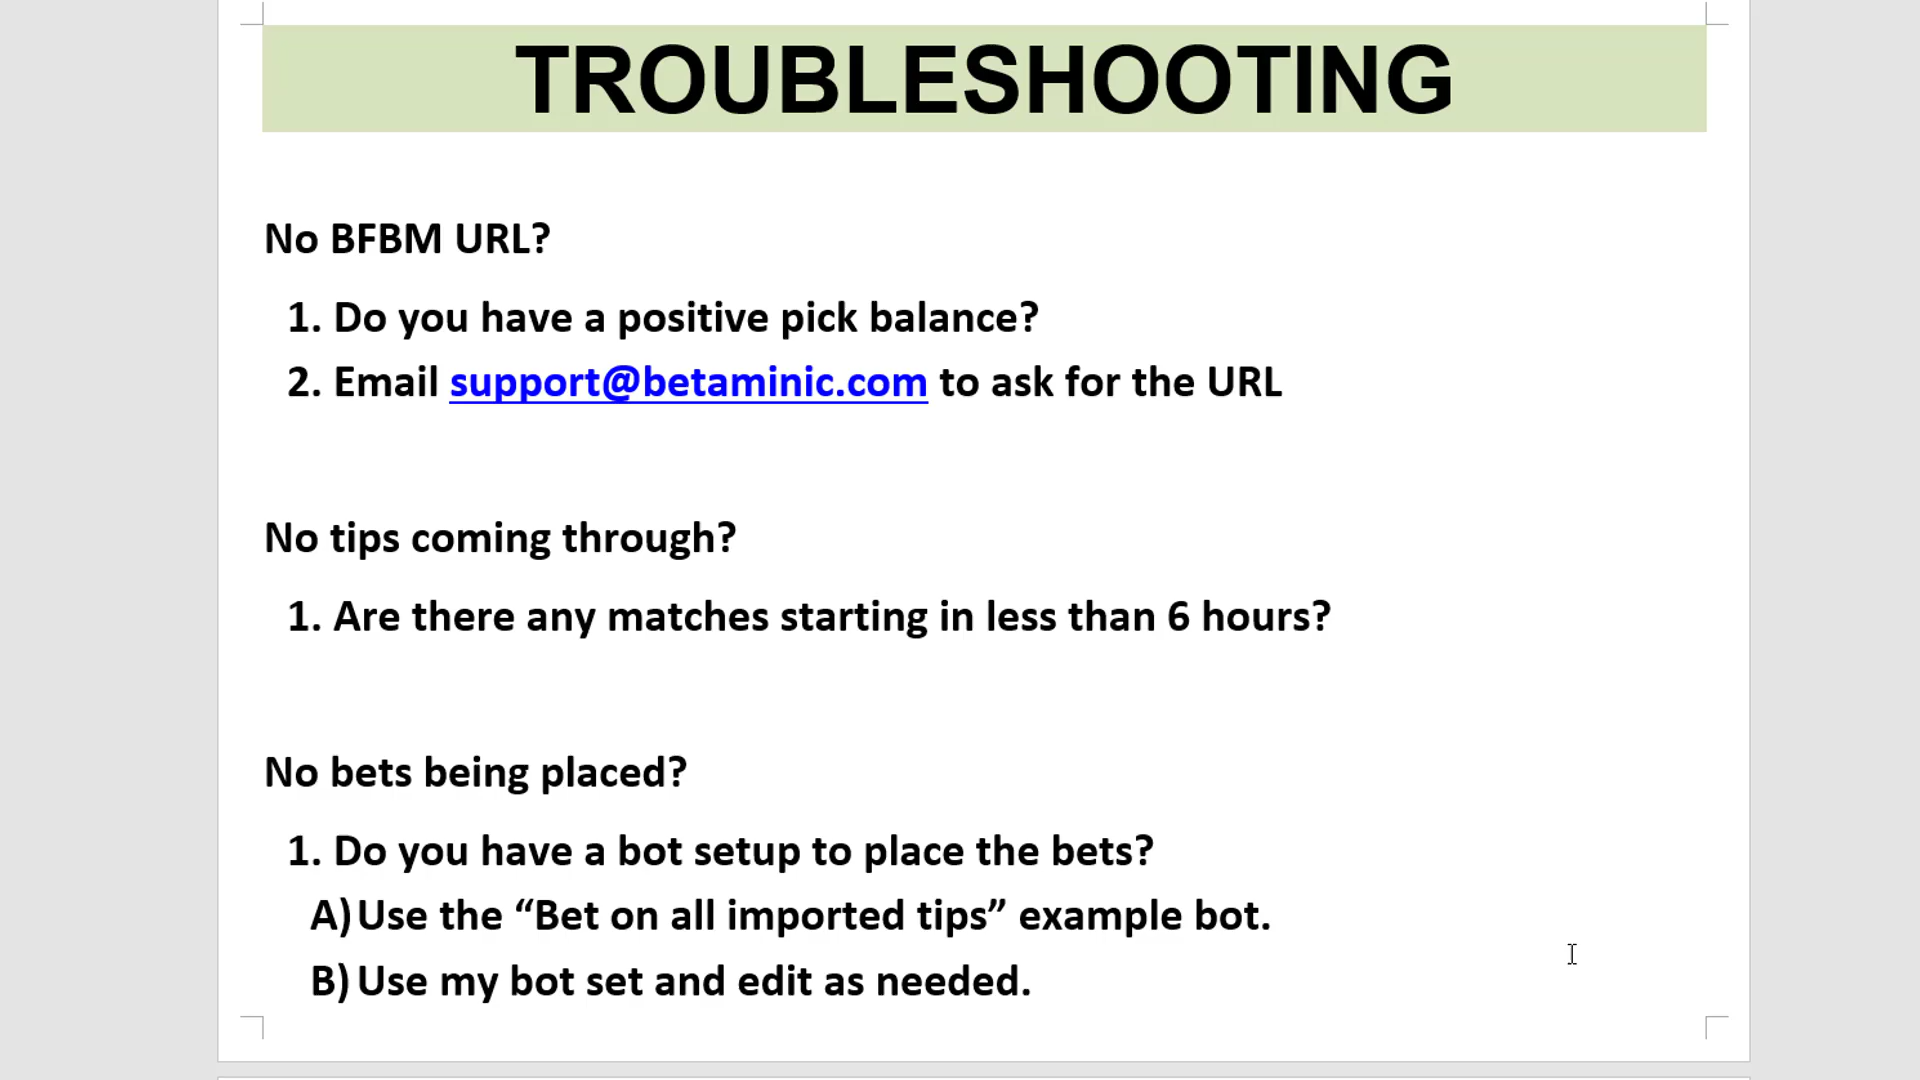 TROUBLESHOOTING
No BFBM URL?
1. Do you have a positive pick balance?
2. Email support@betaminic.com to ask for the URL
No tips coming through?
1. Are there any matches starting in less than 6 hours?
No bets being placed?
1. Do you have a bot setup to place the bets?
A) Use the “Bet on all imported tips” example bot.
B) Use my bot set and edit as needed.